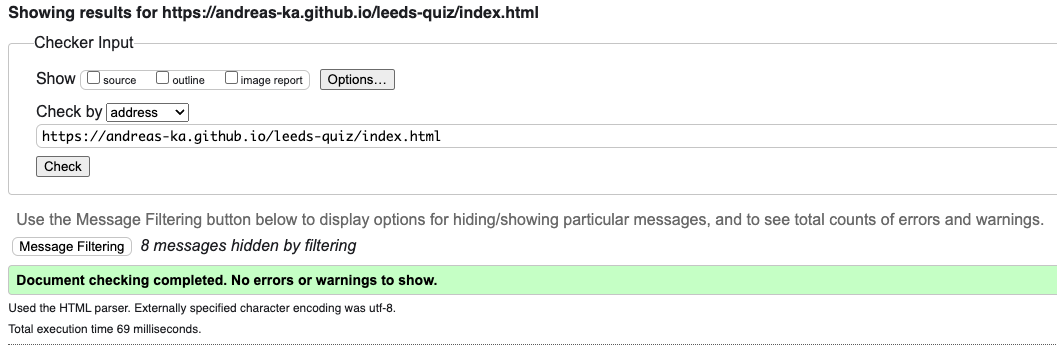 Showing results for https://andreas-ka.github.io/leeds-quiz/index.html
Checker Input
Show source outline image report Options...
Check by address
https://andreas-ka.github.io/leeds-quiz/index.html
Check
Use the Message Filtering button below to display options for hiding/showing particular messages, and to see total counts of errors and warnings.
Message Filtering 8 messages hidden by filtering
Document checking completed. No errors or warnings to show.
Used the HTML parser. Externally specified character encoding was utf-8.
Total execution time 69 milliseconds.